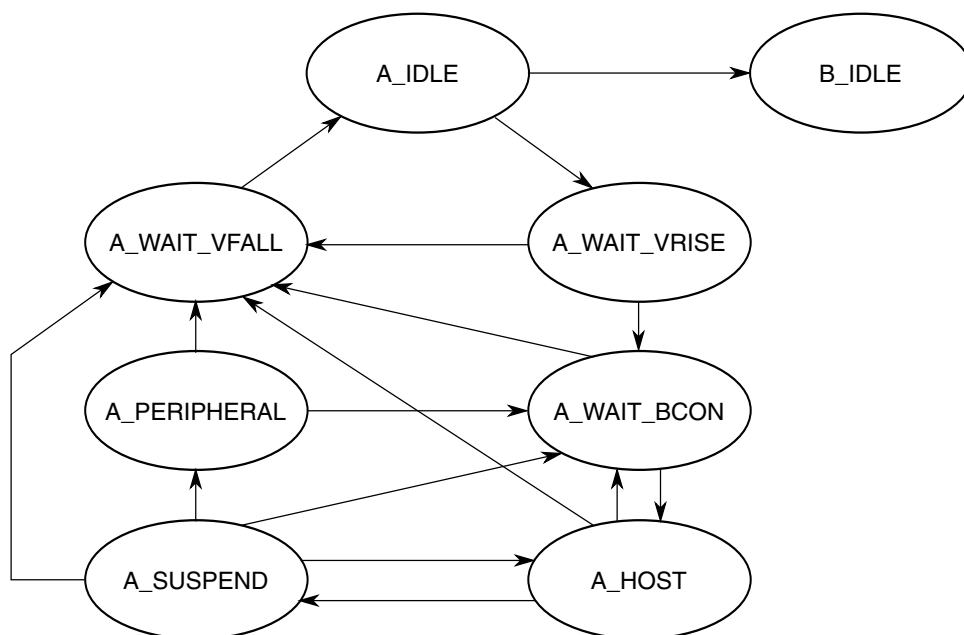 A_IDLE
B_IDLE
A_WAIT_VFALL
A_WAIT_VRISE
A_PERIPHERAL
A_WAIT_BCON
A_SUSPEND
A_HOST